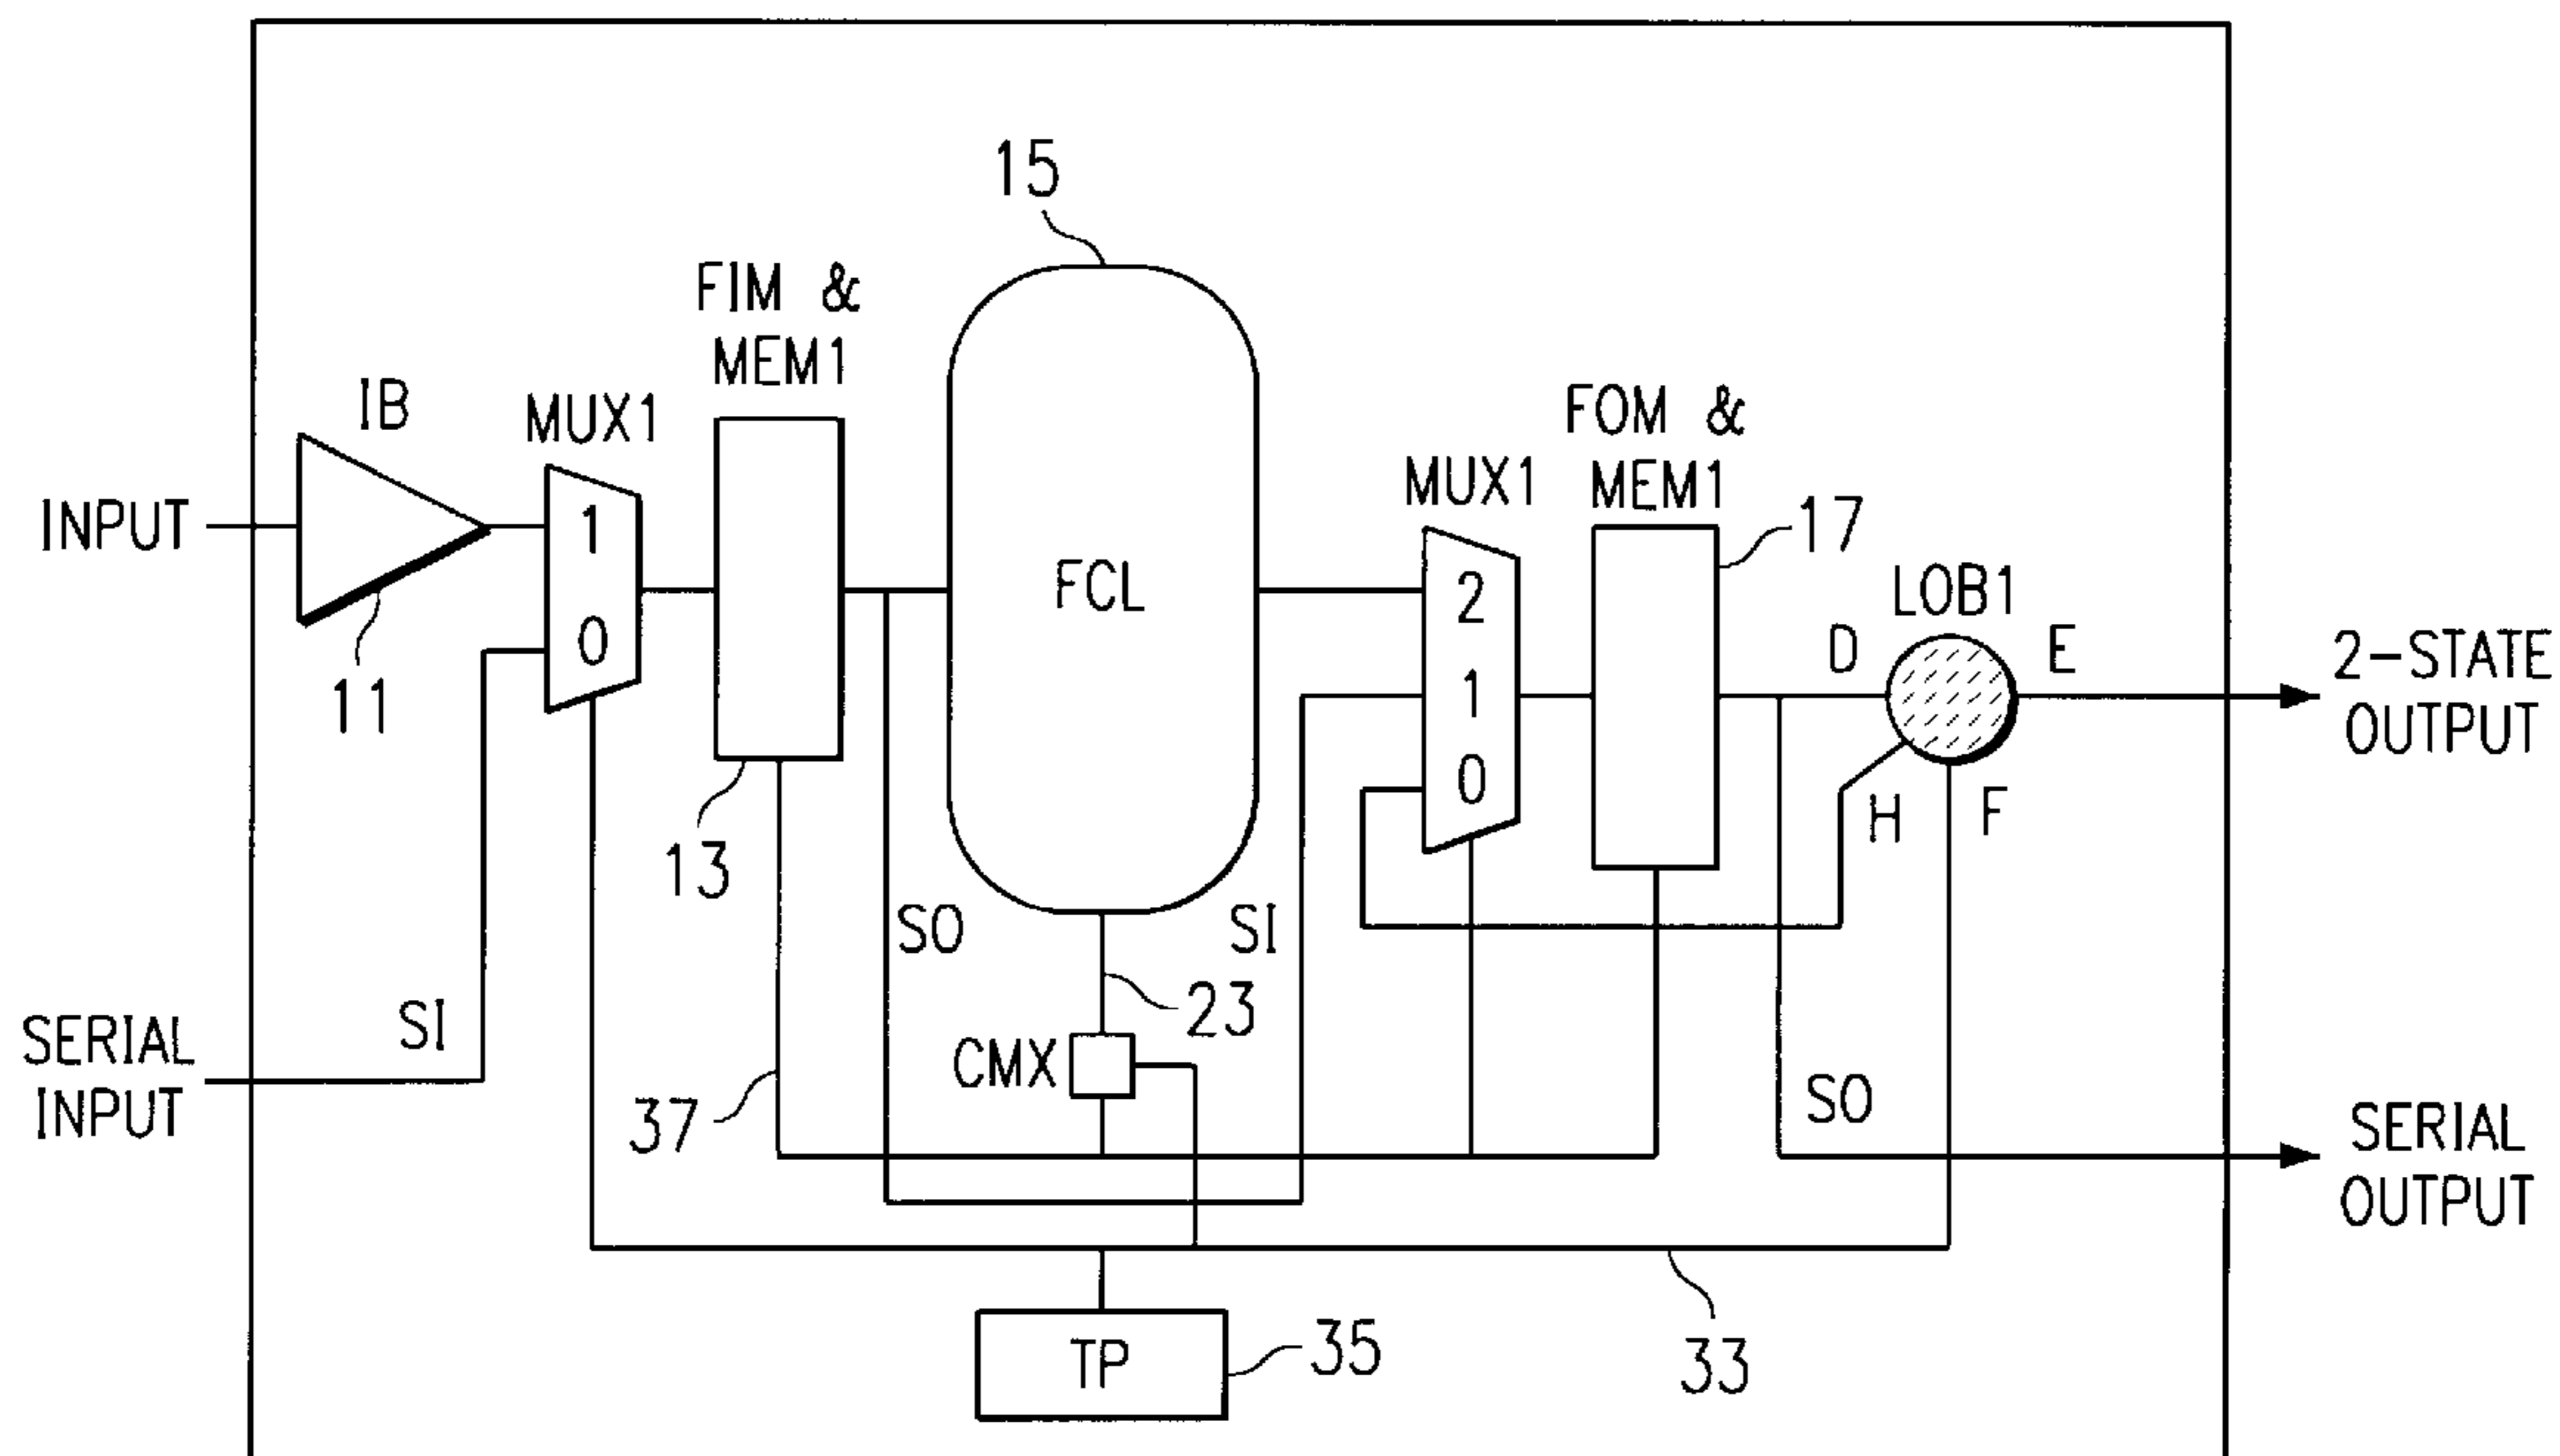 15
FIM &
MEM1
IB
MUX1
FOM &
MEM1
MUX1
17
INPUT
1
0
FCL
2
1
0
LOB1
D
E
2-STATE
OUTPUT
11
13
H
F
SO
SI
23
SI
SERIAL
INPUT
CMX
37
SO
SERIAL
OUTPUT
TP
35
33